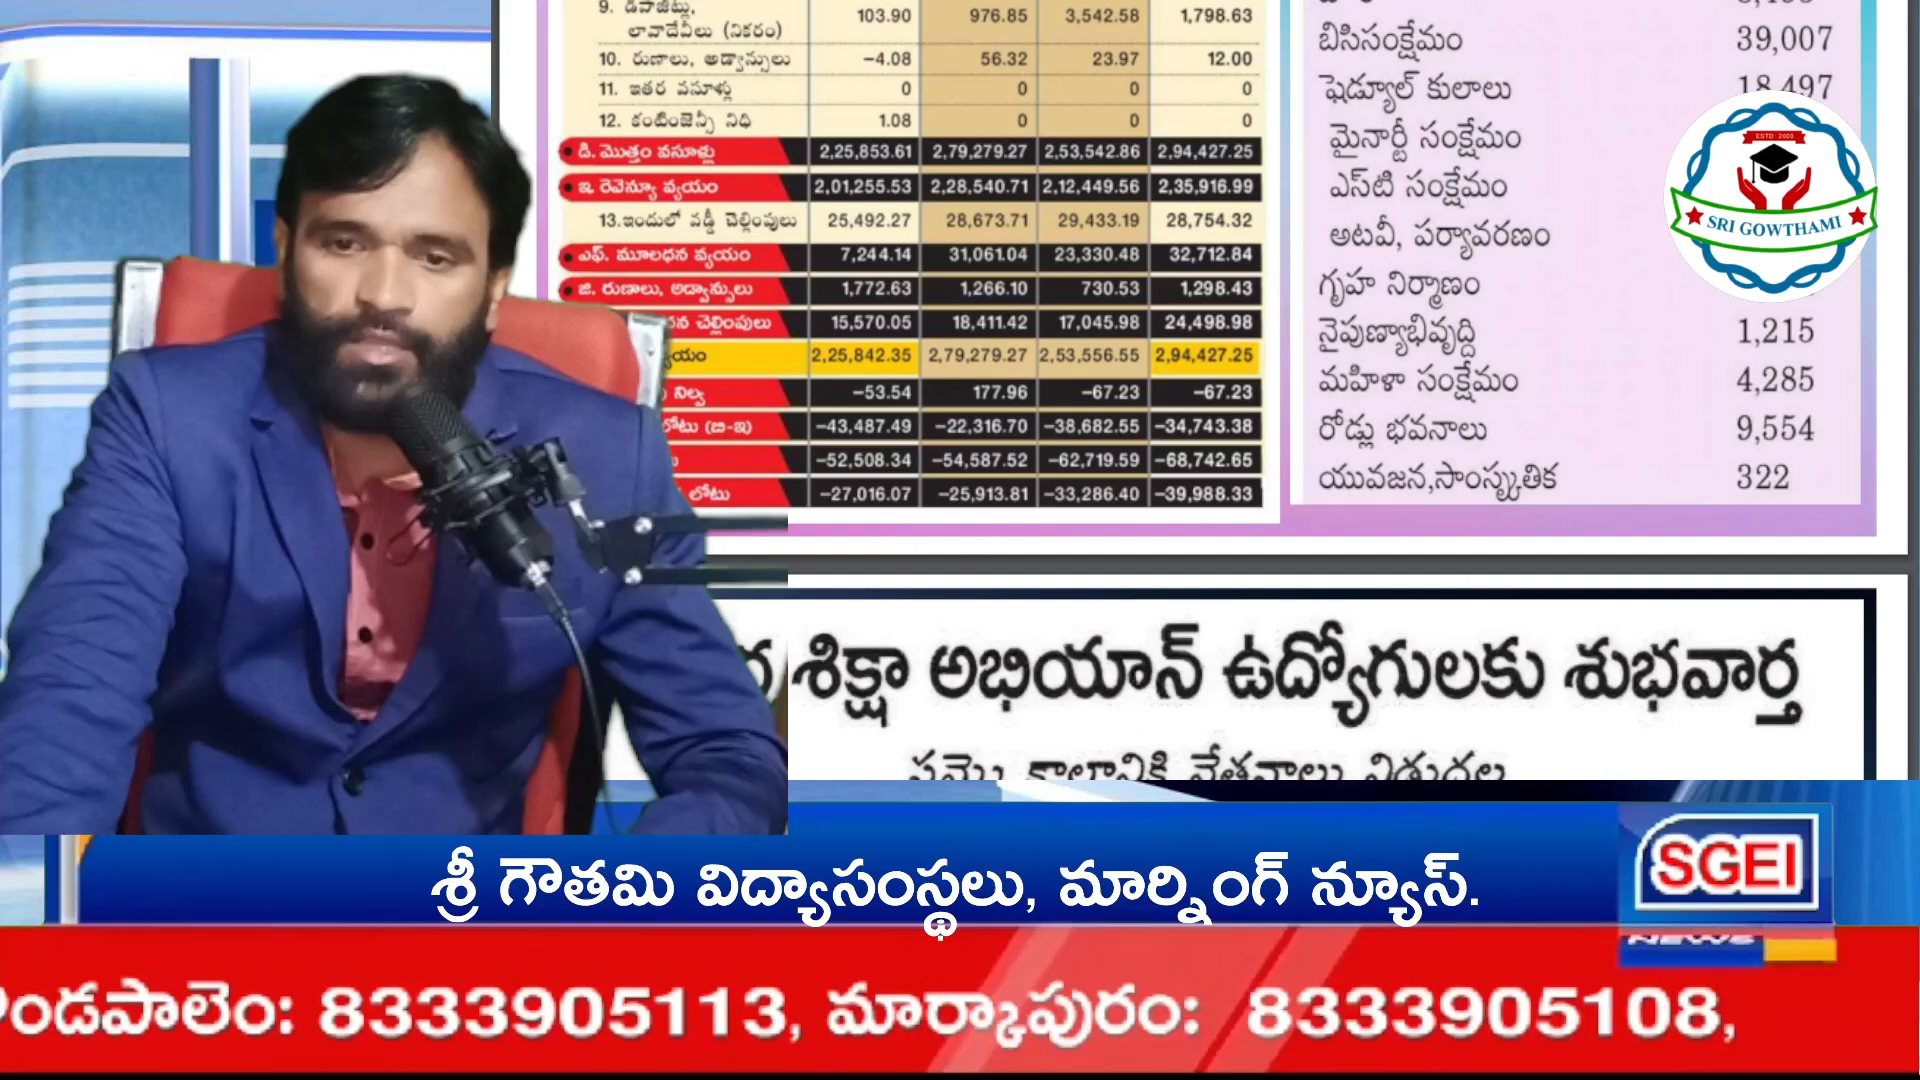 9. డిపాజిట్లు,
లావాదేవీలు (నికరం) 103.90 976.85 3,542.58 1,798.63
10. రుణాలు, అడ్వాన్సులు −4.08 56.32 23.97 12.00
11. ఇతర వసూళ్లు 0 0 0 0
12. కంటింజెన్సీ నిధి 1.08 0 0 0
డి. మొత్తం వసూళ్లు 2,25,853.61 2,79,279.27 2,53,542.86 2,94,427.25
ఇ. రెవెన్యూ వ్యయం 2,01,255.53 2,28,540.71 2,12,449.56 2,35,916.99
13.ఇందులో వడ్డీ చెల్లింపులు 25,492.27 28,673.71 29,433.19 28,754.32
ఎఫ్. మూలధన వ్యయం 7,244.14 31,061.04 23,330.48 32,712.84
జి. రుణాలు, అడ్వాన్సులు 1,772.63 1,266.10 730.53 1,298.43
చెల్లింపులు 15,570.05 18,411.42 17,045.98 24,498.98
2,25,842.35 2,79,279.27 2,53,556.55 2,94,427.25
నిల్వ −53.54 177.96 −67.23 −67.23
లోటు (బి-ఇ) −43,487.49 −22,316.70 −38,682.55 −34,743.38
−52,508.34 −54,587.52 −62,719.59 −68,742.65
లోటు −27,016.07 −25,913.81 −33,286.40 −39,988.33
బిసిసంక్షేమం 39,007
షెడ్యూల్ కులాలు 18,497
మైనార్టీ సంక్షేమం
ఎస్‌టి సంక్షేమం
అటవీ, పర్యావరణం
గృహ నిర్మాణం
నైపుణ్యాభివృద్ది 1,215
మహిళా సంక్షేమం 4,285
రోడ్లు భవనాలు 9,554
యువజన,సాంస్కృతిక 322
ESTD: 2005
SRI GOWTHAMI
శిక్షా అభియాన్ ఉద్యోగులకు శుభవార్త
సమ్మె కాలానికి వేతనాలు విడుదల
శ్రీ గౌతమి విద్యాసంస్థలు, మార్నింగ్ న్యూస్.
SGEI
NEWS
8333905113, మార్కాపురం: 8333905108,